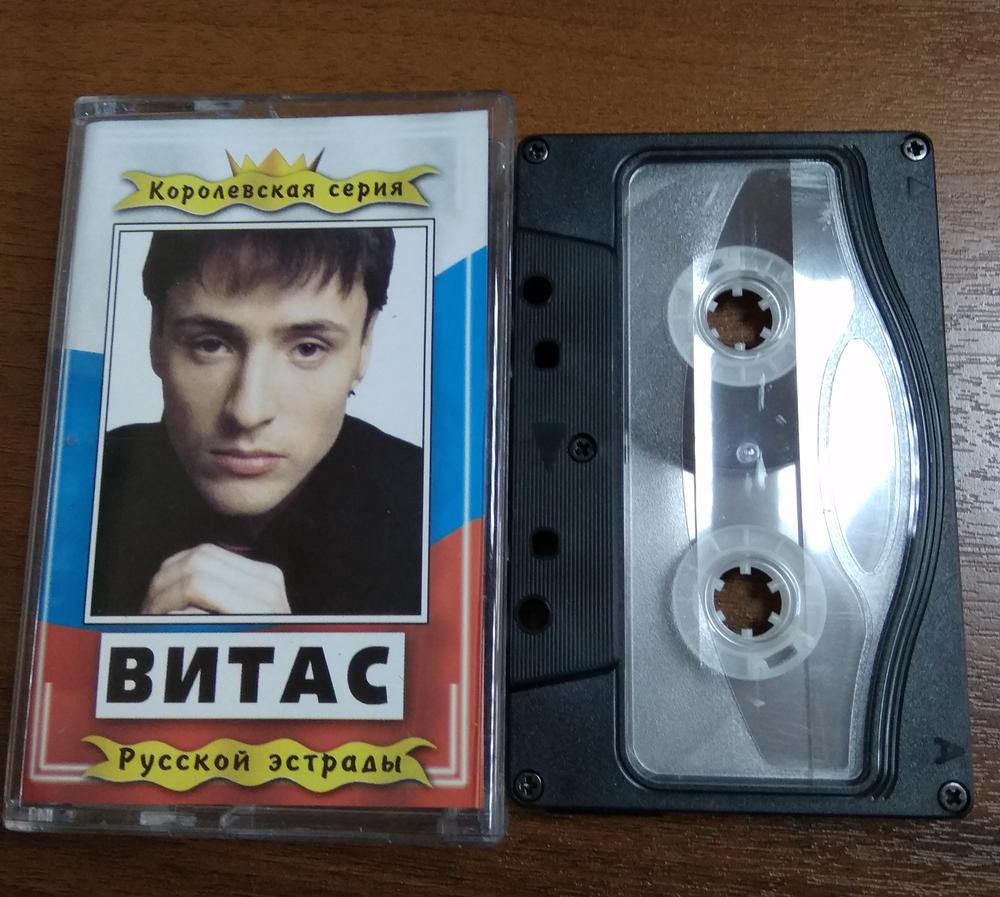 Королевская серия
ВИТАС
Русской эстрады
A